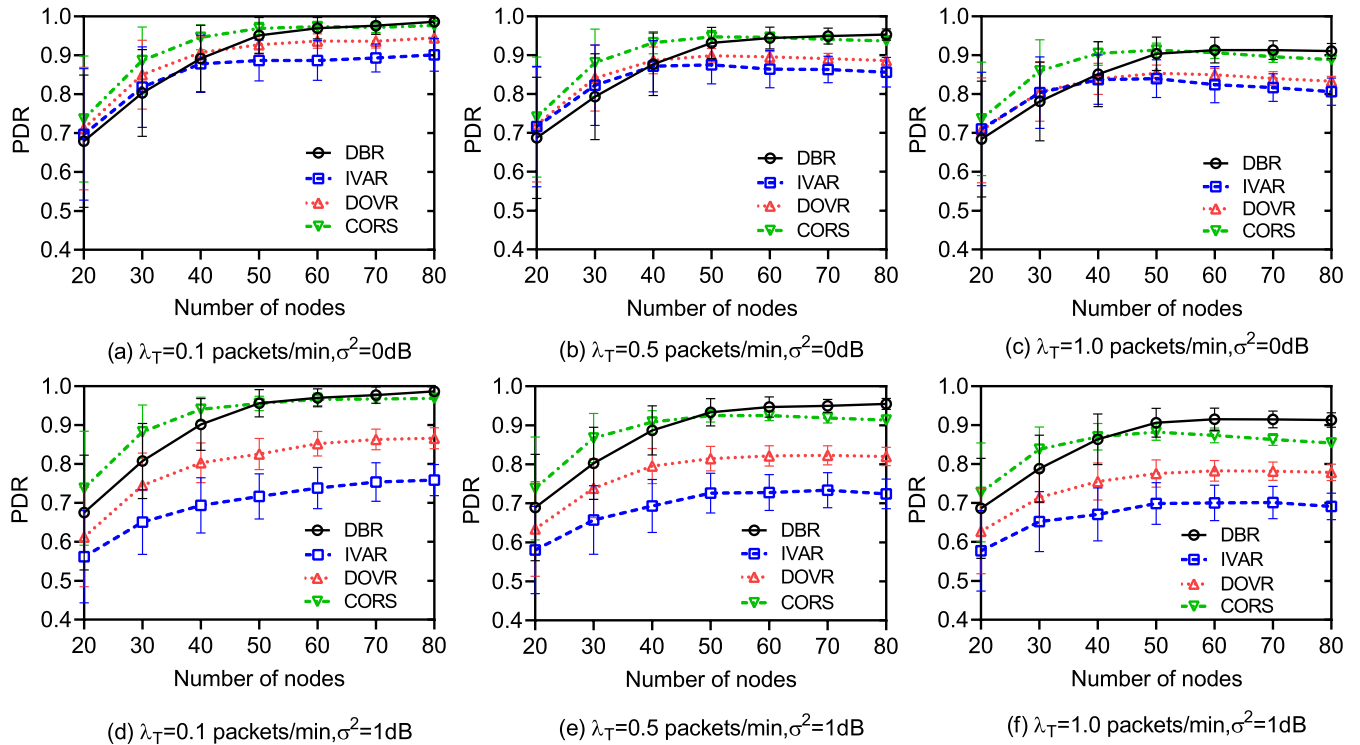 1.0
0.9
0.8
0.7
0.6
0.5
0.4
PDR
20 30 40 50 60 70 80
Number of nodes
DBR
IVAR
DOVR
CORS
(a) λT=0.1 packets/min,σ²=0dB
1.0
0.9
0.8
0.7
0.6
0.5
0.4
PDR
20 30 40 50 60 70 80
Number of nodes
DBR
IVAR
DOVR
CORS
(b) λT=0.5 packets/min,σ²=0dB
1.0
0.9
0.8
0.7
0.6
0.5
0.4
PDR
20 30 40 50 60 70 80
Number of nodes
DBR
IVAR
DOVR
CORS
(c) λT=1.0 packets/min,σ²=0dB
1.0
0.9
0.8
0.7
0.6
0.5
0.4
PDR
20 30 40 50 60 70 80
Number of nodes
DBR
IVAR
DOVR
CORS
(d) λT=0.1 packets/min,σ²=1dB
1.0
0.9
0.8
0.7
0.6
0.5
0.4
PDR
20 30 40 50 60 70 80
Number of nodes
DBR
IVAR
DOVR
CORS
(e) λT=0.5 packets/min,σ²=1dB
1.0
0.9
0.8
0.7
0.6
0.5
0.4
PDR
20 30 40 50 60 70 80
Number of nodes
DBR
IVAR
DOVR
CORS
(f) λT=1.0 packets/min,σ²=1dB